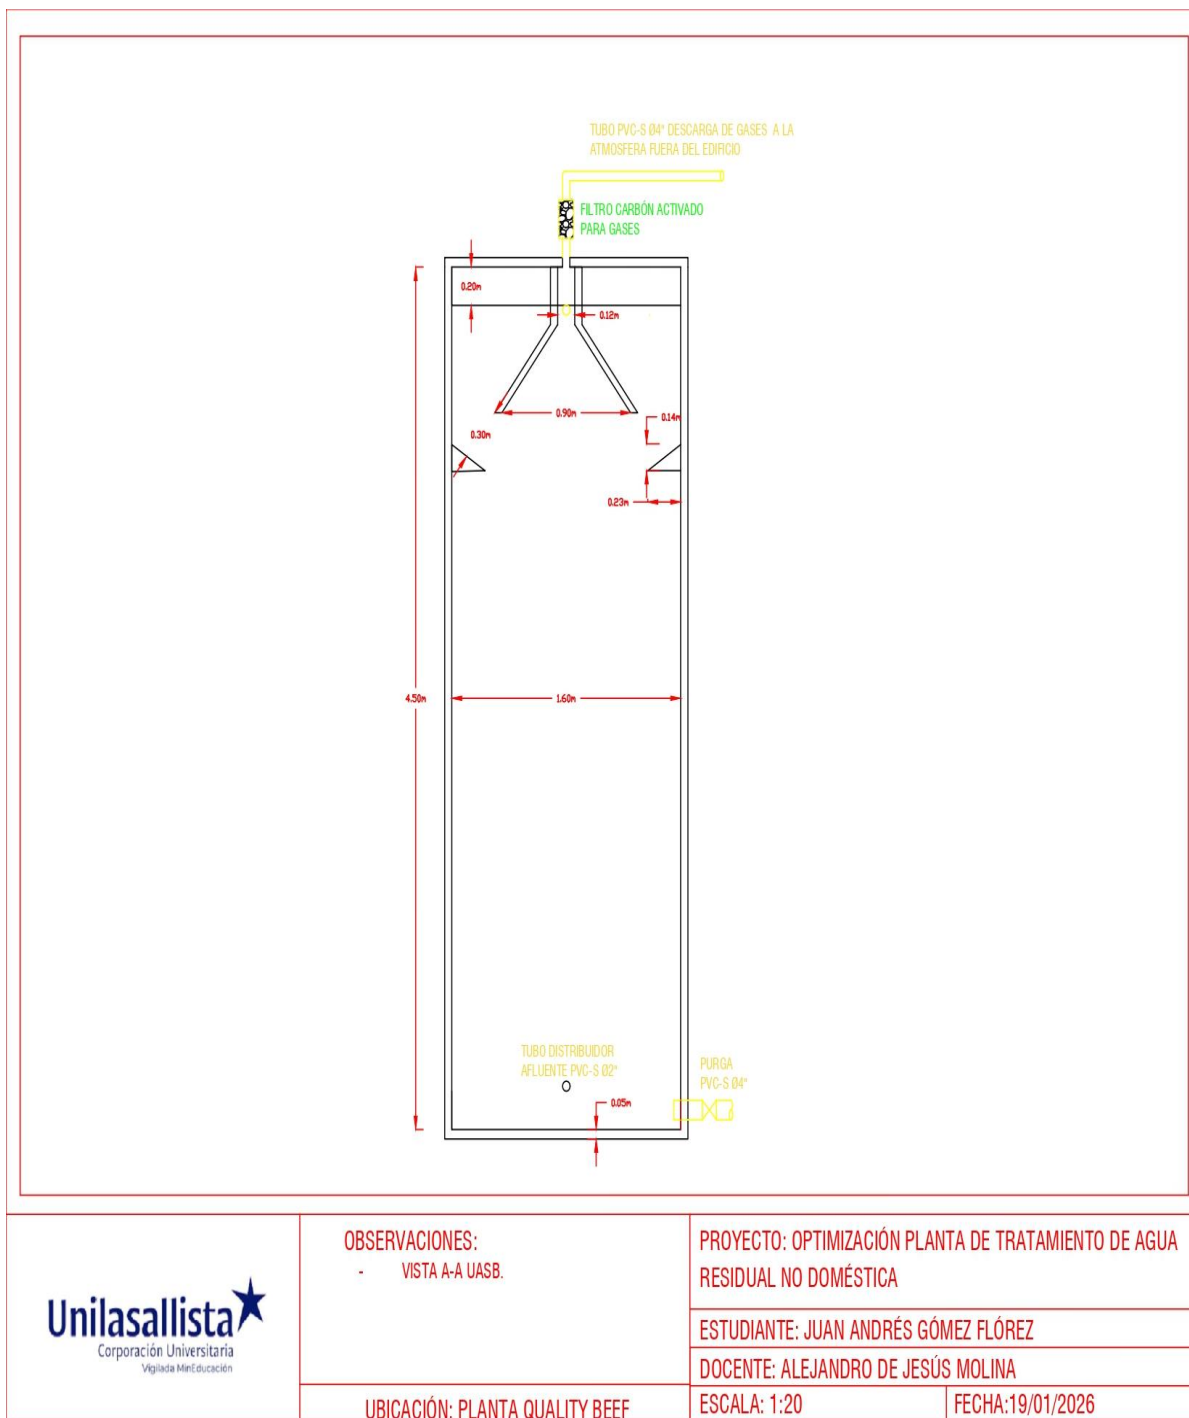 TUBO PVC-S Ø4" DESCARGA DE GASES A LA
ATMOSFERA FUERA DEL EDIFICIO
FILTRO CARBÓN ACTIVADO
PARA GASES
0.20m
0.12m
0.90m
0.14m
0.30m
0.23m
4.50m
1.60m
TUBO DISTRIBUIDOR
AFLUENTE PVC-S Ø2"
PURGA
PVC-S Ø4"
0.05m
Unilasallista
Corporación Universitaria
Vigilada MinEducación
OBSERVACIONES:
- VISTA A-A UASB.
UBICACIÓN: PLANTA QUALITY BEEF
PROYECTO: OPTIMIZACIÓN PLANTA DE TRATAMIENTO DE AGUA
RESIDUAL NO DOMÉSTICA
ESTUDIANTE: JUAN ANDRÉS GÓMEZ FLÓREZ
DOCENTE: ALEJANDRO DE JESÚS MOLINA
ESCALA: 1:20
FECHA:19/01/2026